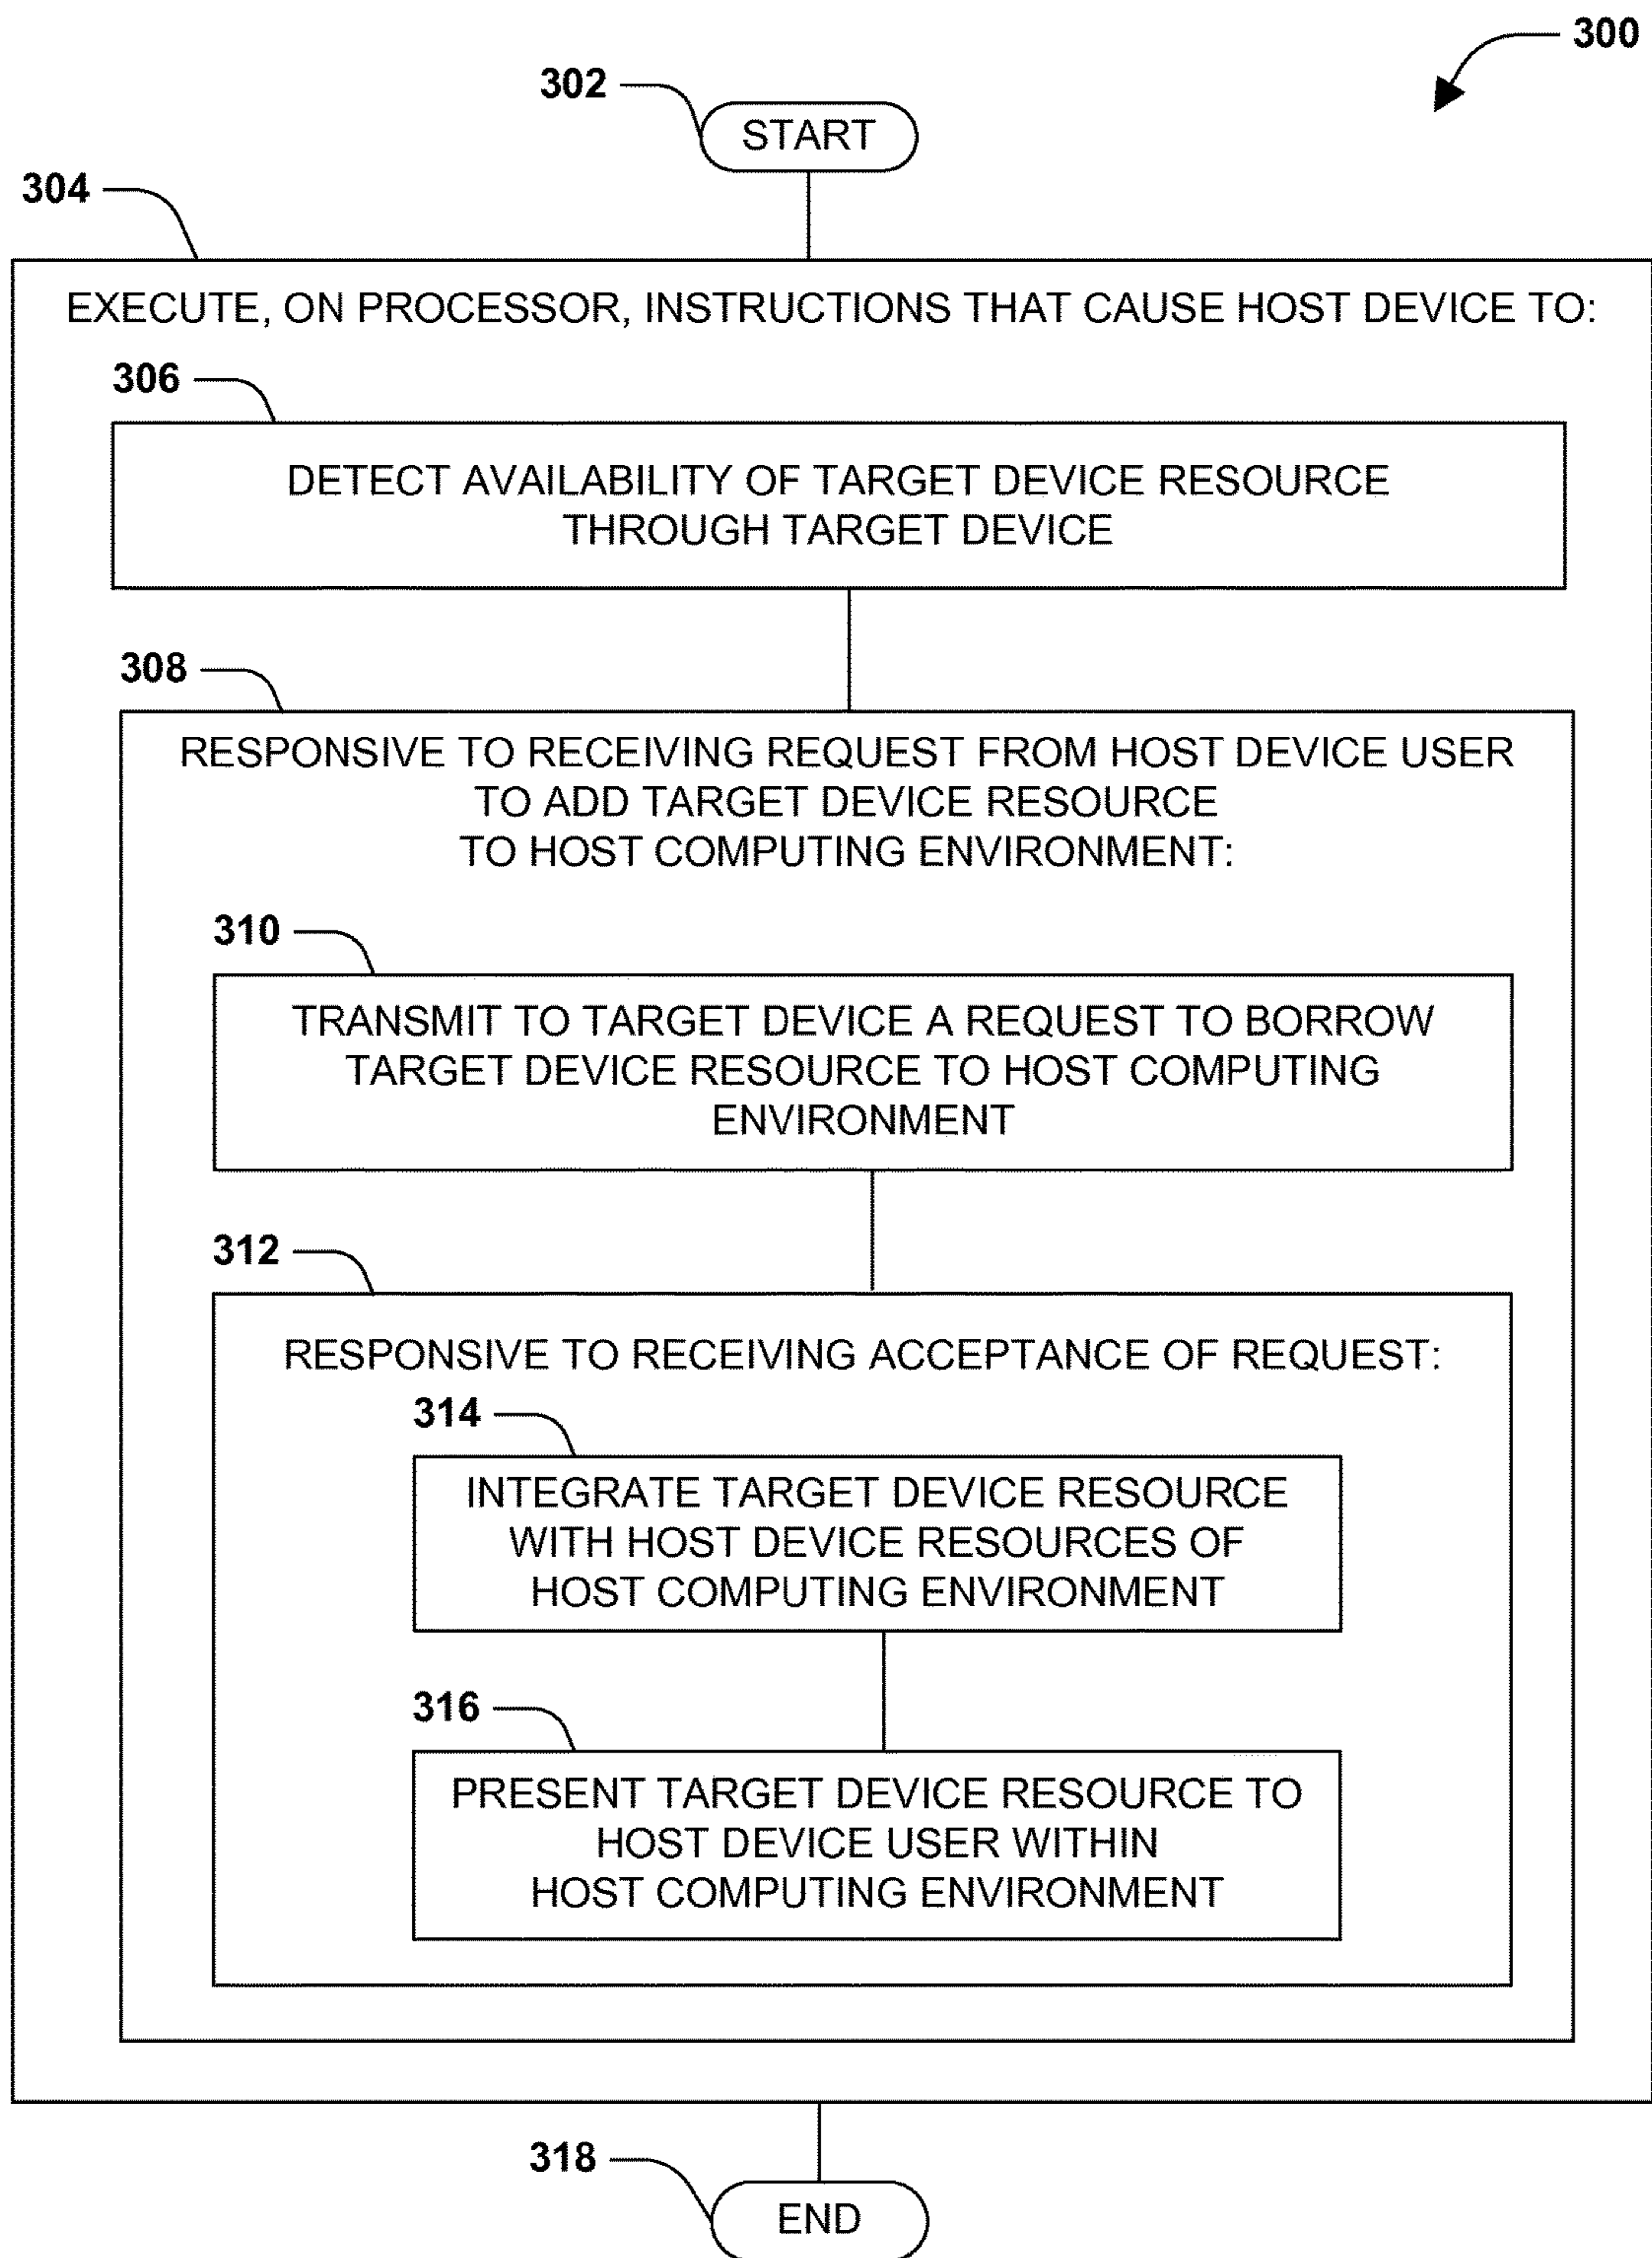 300
302
START
304
EXECUTE, ON PROCESSOR, INSTRUCTIONS THAT CAUSE HOST DEVICE TO:
306
DETECT AVAILABILITY OF TARGET DEVICE RESOURCE
THROUGH TARGET DEVICE
308
RESPONSIVE TO RECEIVING REQUEST FROM HOST DEVICE USER
TO ADD TARGET DEVICE RESOURCE
TO HOST COMPUTING ENVIRONMENT:
310
TRANSMIT TO TARGET DEVICE A REQUEST TO BORROW
TARGET DEVICE RESOURCE TO HOST COMPUTING
ENVIRONMENT
312
RESPONSIVE TO RECEIVING ACCEPTANCE OF REQUEST:
314
INTEGRATE TARGET DEVICE RESOURCE
WITH HOST DEVICE RESOURCES OF
HOST COMPUTING ENVIRONMENT
316
PRESENT TARGET DEVICE RESOURCE TO
HOST DEVICE USER WITHIN
HOST COMPUTING ENVIRONMENT
318
END